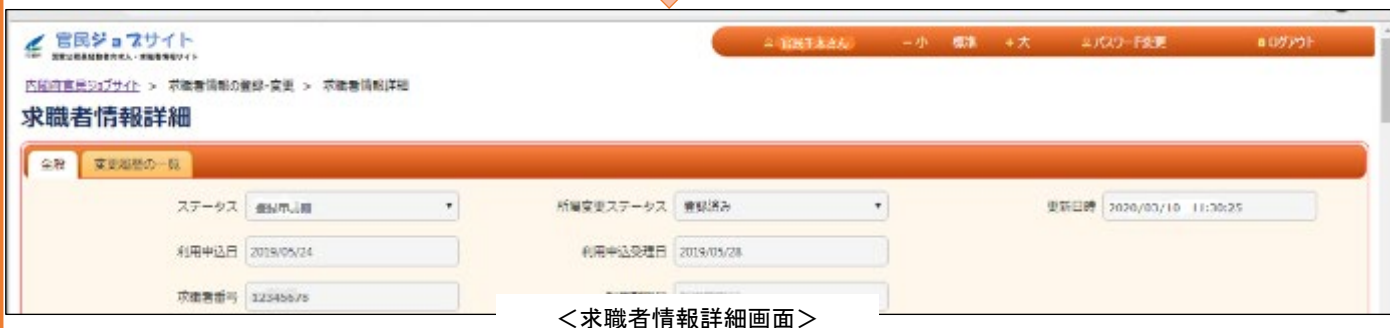 官民ジョブサイト
－小 標準 ＋大 パスワード変更 ログアウト
内閣府官民ジョブサイト > 求職者情報の登録・変更 > 求職者情報詳細
求職者情報詳細
全般 変更履歴の一覧
ステータス 所属変更ステータス 登録済み 更新日時 2020/03/10 11:30:25
利用申込日 2019/05/24 利用申込受理日 2019/05/28
求職者番号 12345678
＜求職者情報詳細画面＞